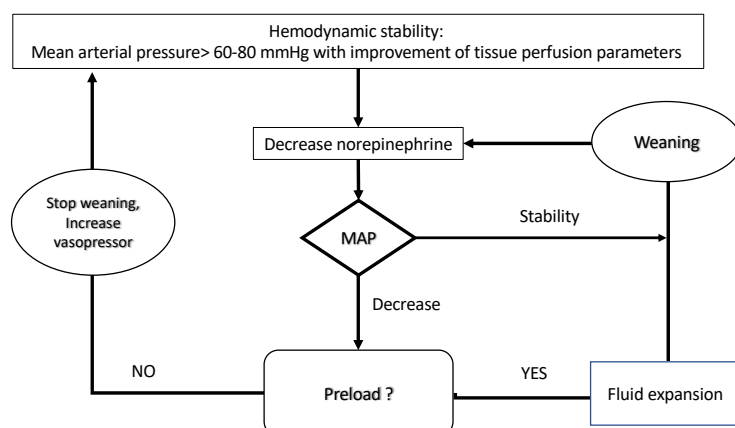 Hemodynamic stability:
Mean arterial pressure> 60-80 mmHg with improvement of tissue perfusion parameters
Decrease norepinephrine
Weaning
Stop weaning,
Increase
vasopressor
Stability
MAP
Decrease
NO
Preload ?
YES
Fluid expansion